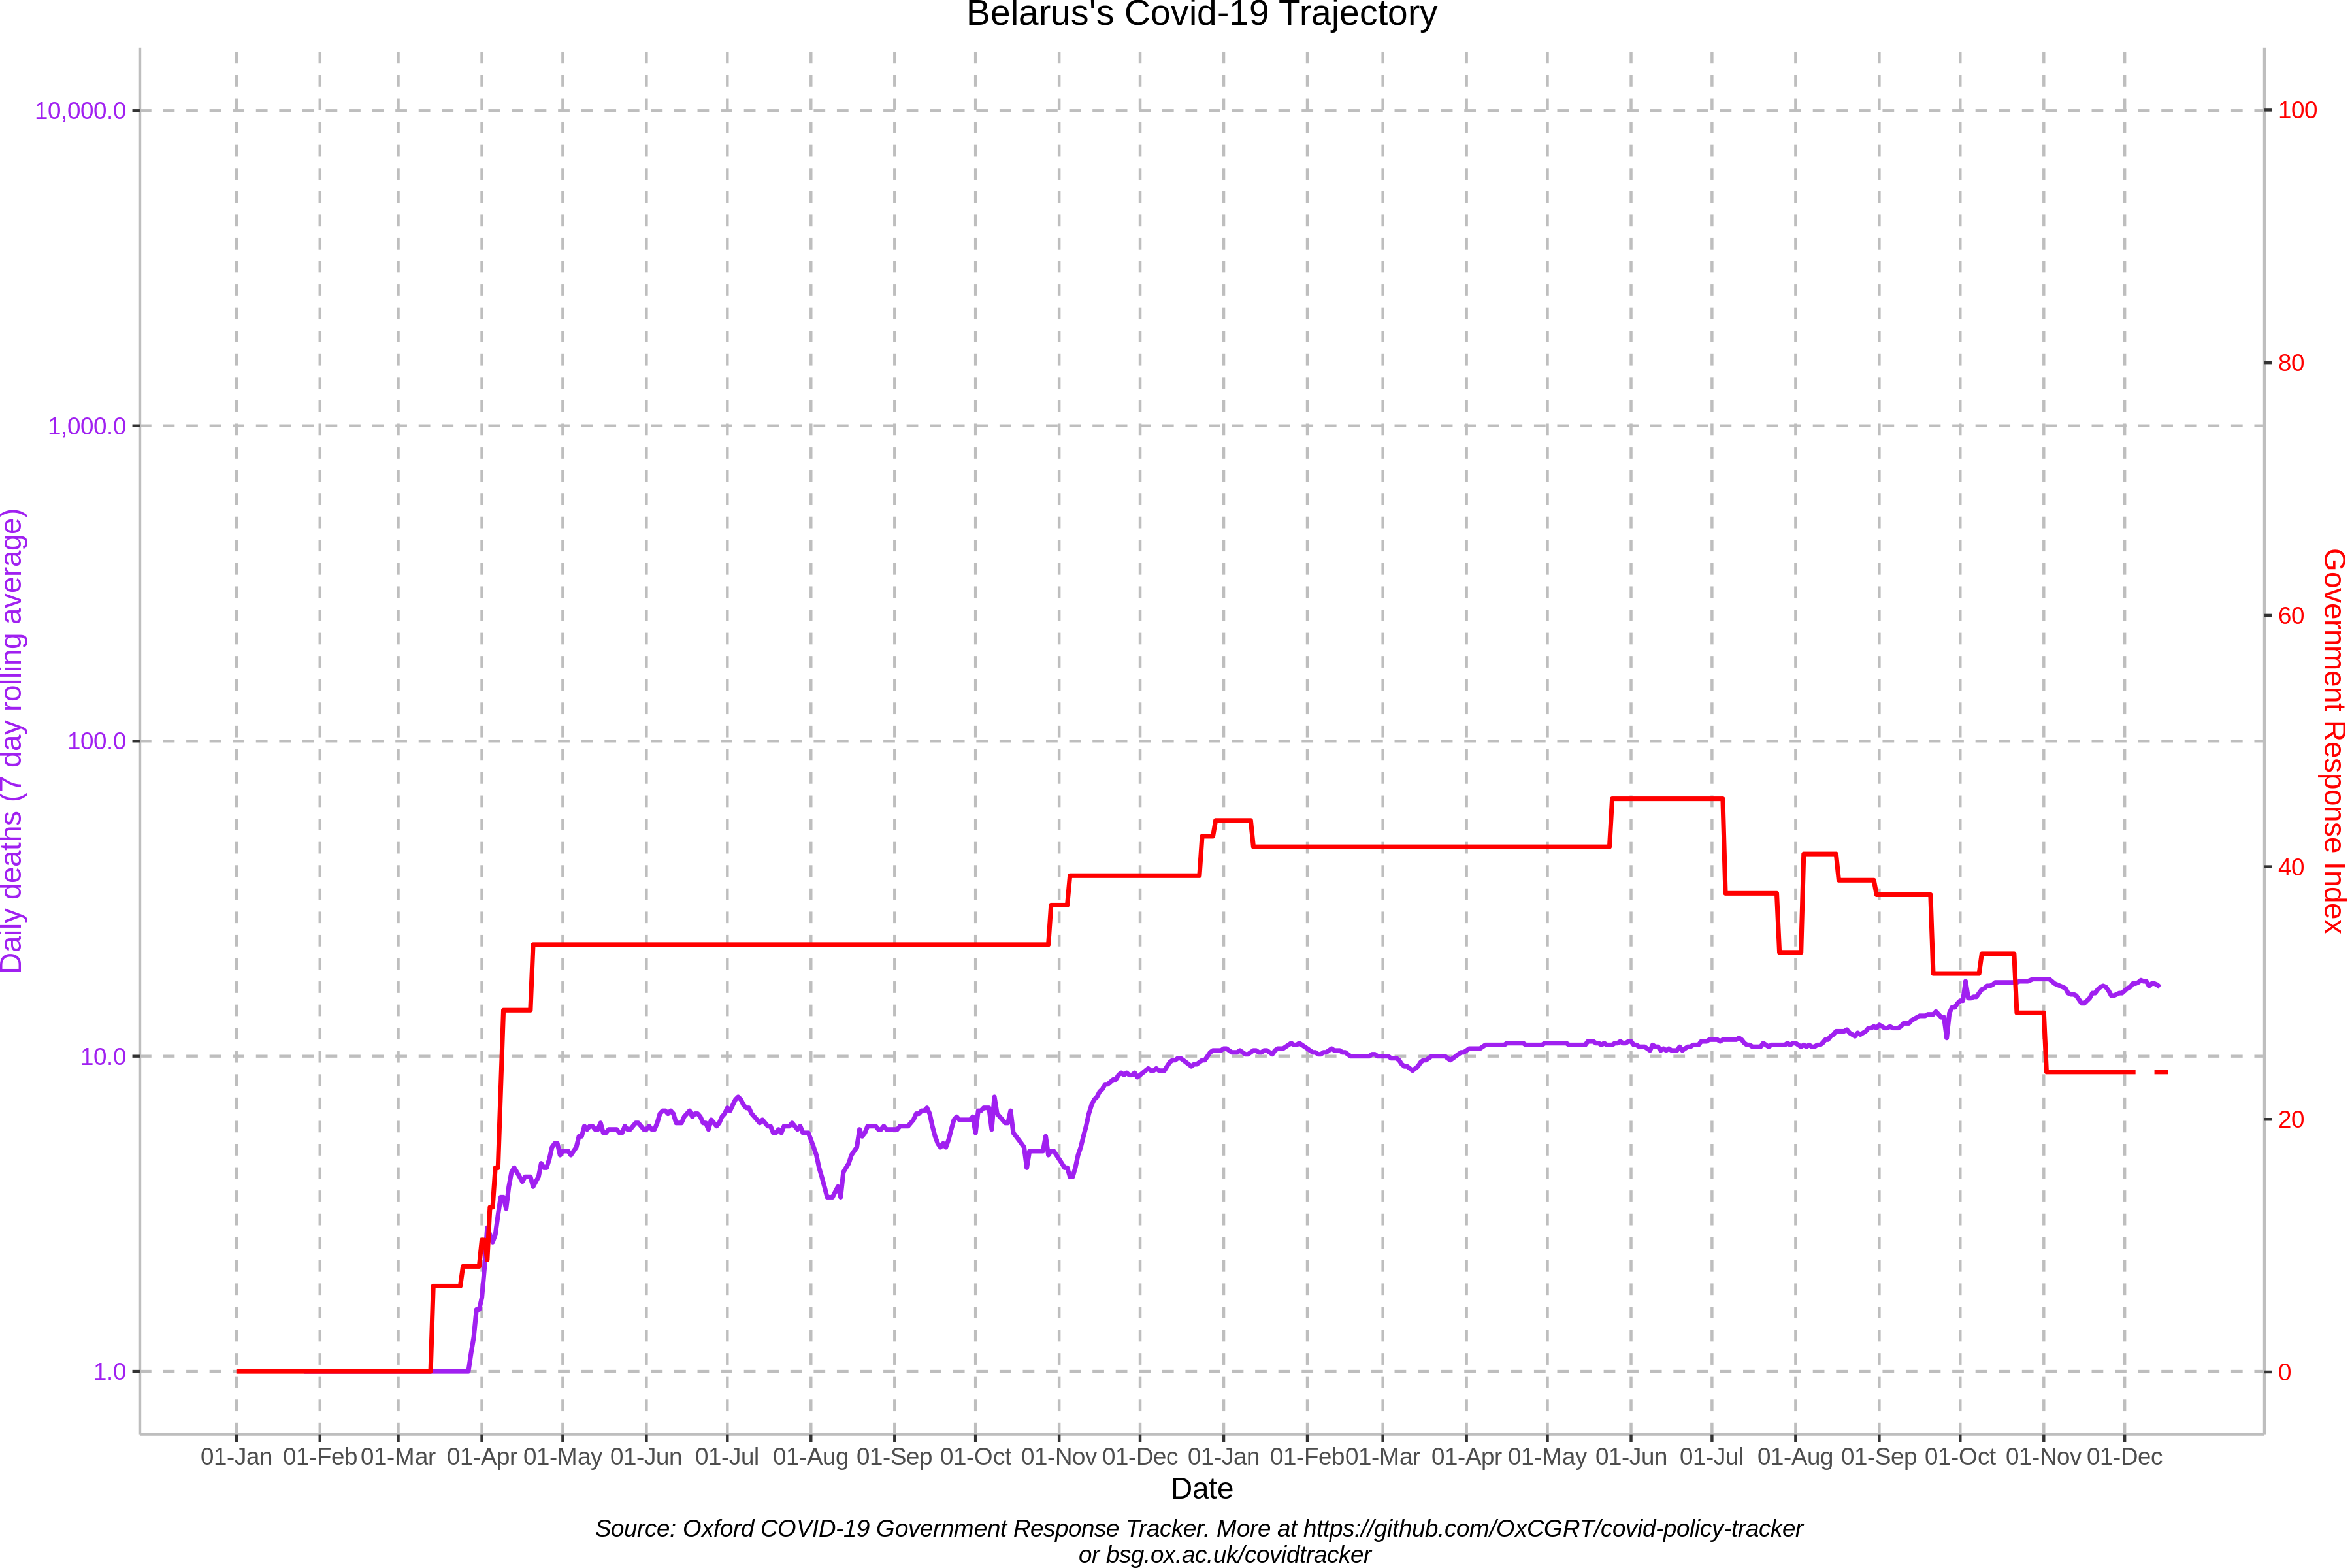 Belarus's Covid-19 Trajectory
10,000.0
1,000.0
100.0
10.0
1.0
Daily deaths (7 day rolling average)
100
80
60
40
20
0
Government Response Index
01-Jan 01-Feb 01-Mar 01-Apr 01-May 01-Jun 01-Jul 01-Aug 01-Sep 01-Oct 01-Nov 01-Dec 01-Jan 01-Feb 01-Mar 01-Apr 01-May 01-Jun 01-Jul 01-Aug 01-Sep 01-Oct 01-Nov 01-Dec
Date
Source: Oxford COVID-19 Government Response Tracker. More at https://github.com/OxCGRT/covid-policy-tracker
or bsg.ox.ac.uk/covidtracker